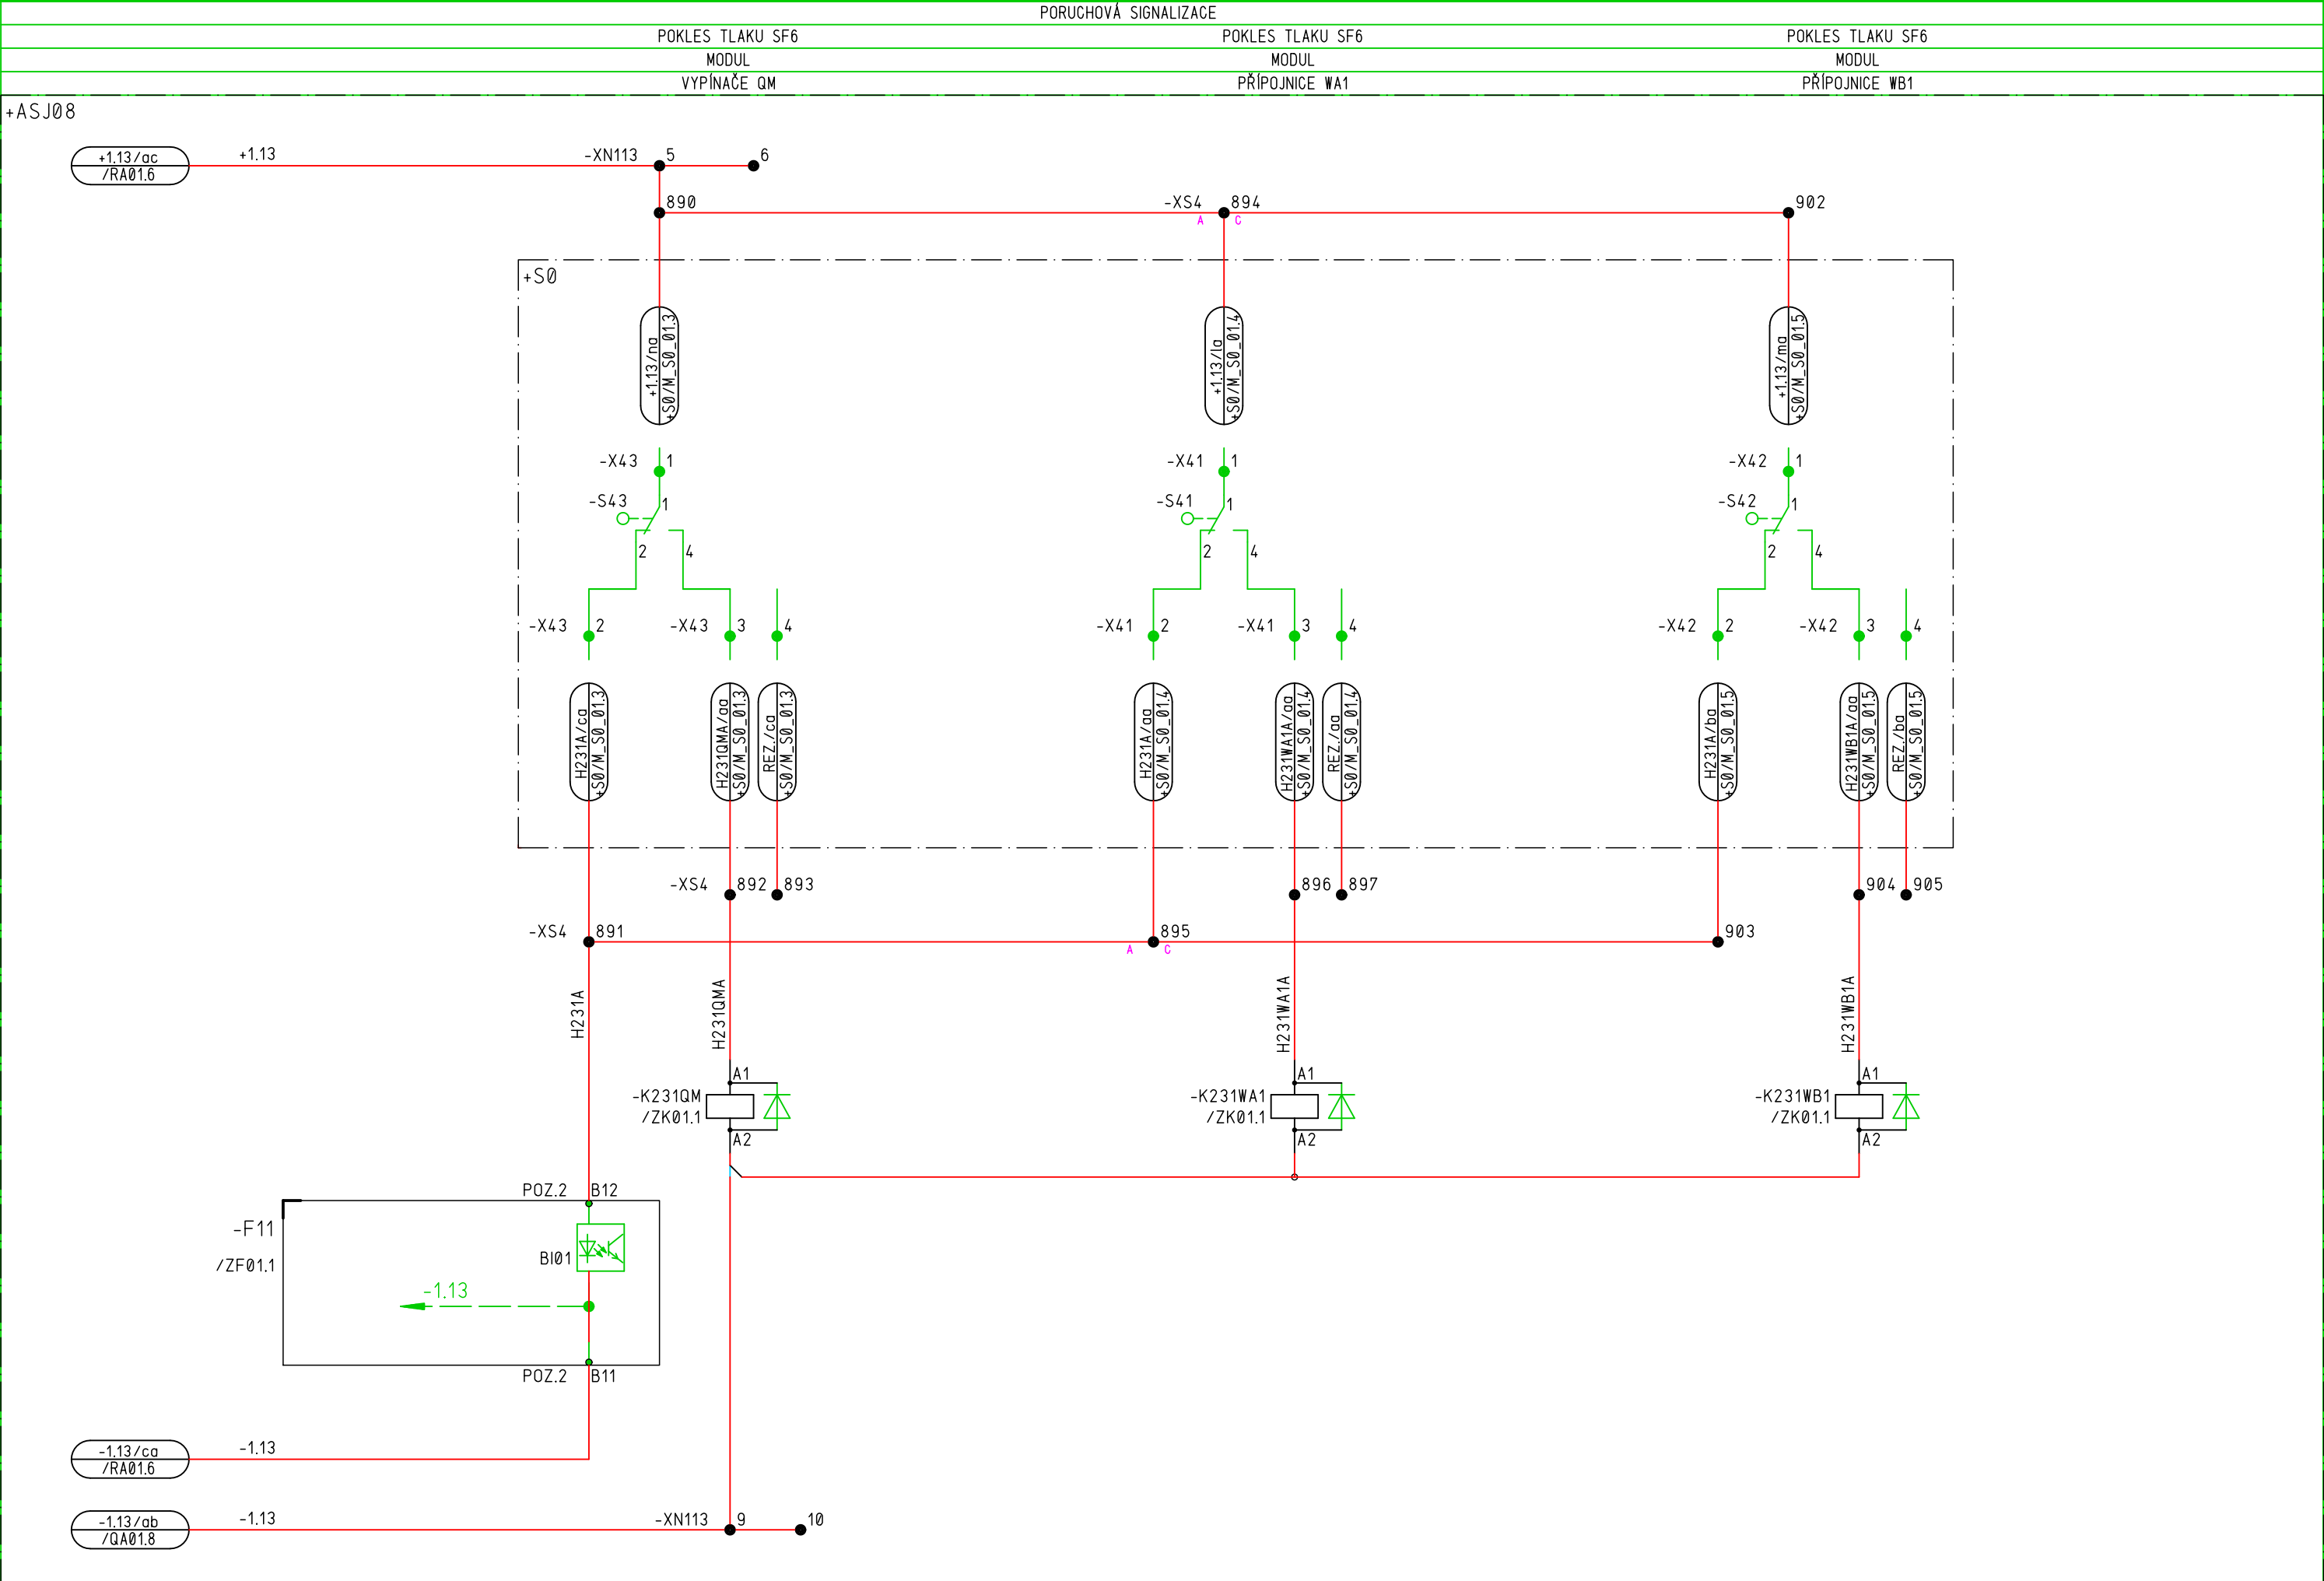 PORUCHOVÁ SIGNALIZACE
POKLES TLAKU SF6 POKLES TLAKU SF6 POKLES TLAKU SF6
MODUL MODUL MODUL
VYPÍNAČE QM PŘÍPOJNICE WA1 PŘÍPOJNICE WB1
+ASJ08
+1.13/ac +1.13 -XN113 5 6
/RA01.6
890 -XS4 894 902
A C
+S0
+1.13/na +1.13/la +1.13/ma
+S0/M_S0_01.3 +S0/M_S0_01.4 +S0/M_S0_01.5
-X43 1 -X41 1 -X42 1
-S43 1 -S41 1 -S42 1
2 4 2 4 2 4
-X43 2 -X43 3 4 -X41 2 -X41 3 4 -X42 2 -X42 3 4
H231A/ca H231QMA/aa REZ./ca H231A/aa H231WA1A/aa REZ./aa H231A/ba H231WB1A/aa REZ./ba
+S0/M_S0_01.3 +S0/M_S0_01.3 +S0/M_S0_01.3 +S0/M_S0_01.4 +S0/M_S0_01.4 +S0/M_S0_01.4 +S0/M_S0_01.5 +S0/M_S0_01.5 +S0/M_S0_01.5
-XS4 892 893 896 897 904 905
-XS4 891 895 903
A C
H231A H231QMA H231WA1A H231WB1A
A1 A1 A1
-K231QM -K231WA1 -K231WB1
/ZK01.1 /ZK01.1 /ZK01.1
A2 A2 A2
POZ.2 B12
-F11
/ZF01.1 BI01
-1.13
POZ.2 B11
-1.13/ca -1.13
/RA01.6
-1.13/ab -1.13 -XN113 9 10
/QA01.8